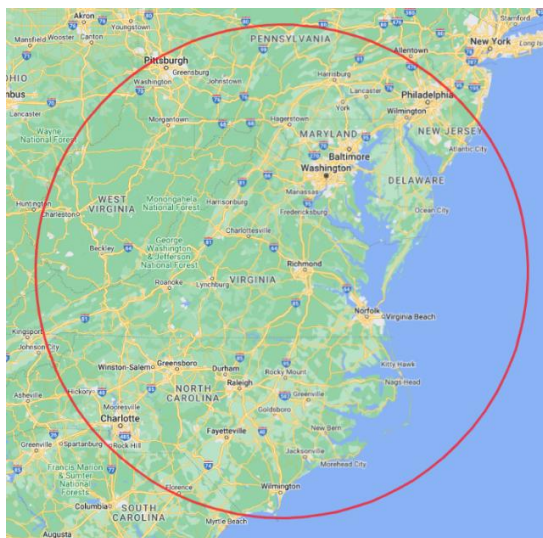 Akron
Youngstown
Mansfield
Wooster
Canton
PENNSYLVANIA
Allentown
New York
Stamford
Long Is
Pittsburgh
Greensburg
Washington
Johnstown
Harrisburg
Lancaster
Philadelphia
OHIO
mbus
Lancaster
York
Wilmington
Morgantown
Hagerstown
NEW JERSEY
MARYLAND
Wayne
National Forest
Baltimore
Atlantic City
Washington
DELAWARE
Manassas
WEST
VIRGINIA
Monongahela
National Forest
Harrisonburg
Huntington
Charleston
Fredericksburg
Ocean City
Charlottesville
George
Washington
& Jefferson
National Forest
Beckley
Richmond
Roanoke
Lynchburg
VIRGINIA
Norfolk
Virginia Beach
Kingsport
Johnson City
Winston-Salem
Greensboro
Durham
Rocky Mount
Kitty Hawk
Raleigh
Nags Head
Asheville
Hickory
NORTH
CAROLINA
Greenville
Mooresville
Goldsboro
Charlotte
Fayetteville
New Bern
Greenville
Spartanburg
Rock Hill
Jacksonville
Morehead City
Francis Marion
& Sumter
National
Forests
Florence
Wilmington
Columbia
SOUTH
CAROLINA
Myrtle Beach
Augusta